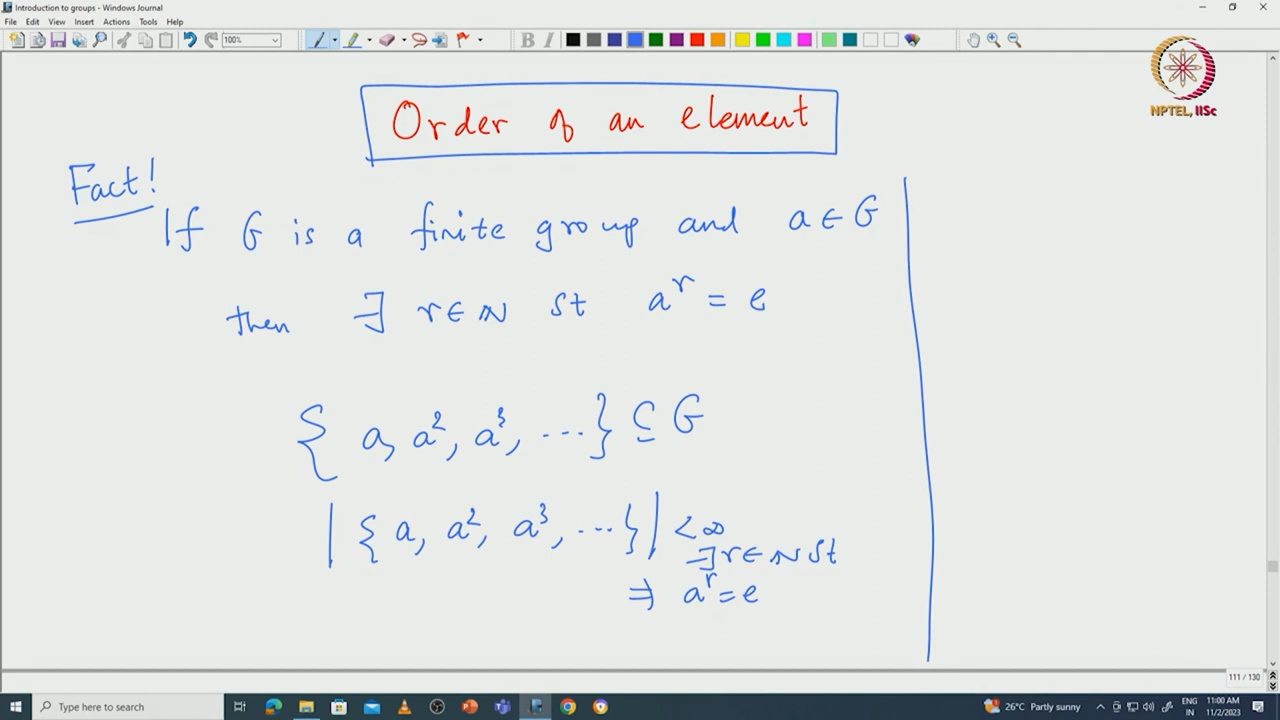 Introduction to groups - Windows Journal
File Edit View Insert Actions Tools Help
100%
B I
NPTEL, IISc
Order of an element
Fact!
If G is a finite group and a ∈ G
then ∃ r ∈ N st a^r = e
{ a, a², a³, ... } ⊆ G
| { a, a², a³, ... } | < ∞
∃ r ∈ N st
⇒ a^r = e
111 / 130
Type here to search
26°C Partly sunny
ENG
IN
11:00 AM
11/2/2023